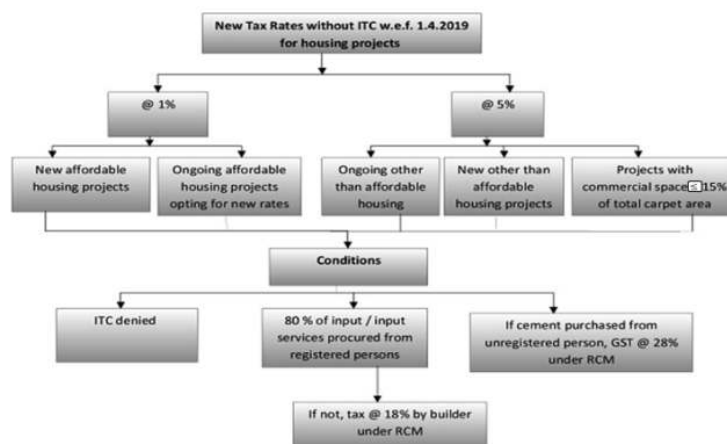 New Tax Rates without ITC w.e.f. 1.4.2019
for housing projects
@ 1%
@ 5%
New affordable
housing projects
Ongoing affordable
housing projects
opting for new rates
Ongoing other
than affordable
housing
New other than
affordable
housing projects
Projects with
commercial space ≤ 15%
of total carpet area
Conditions
ITC denied
80 % of input / input
services procured from
registered persons
If cement purchased from
unregistered person, GST @ 28%
under RCM
If not, tax @ 18% by builder
under RCM